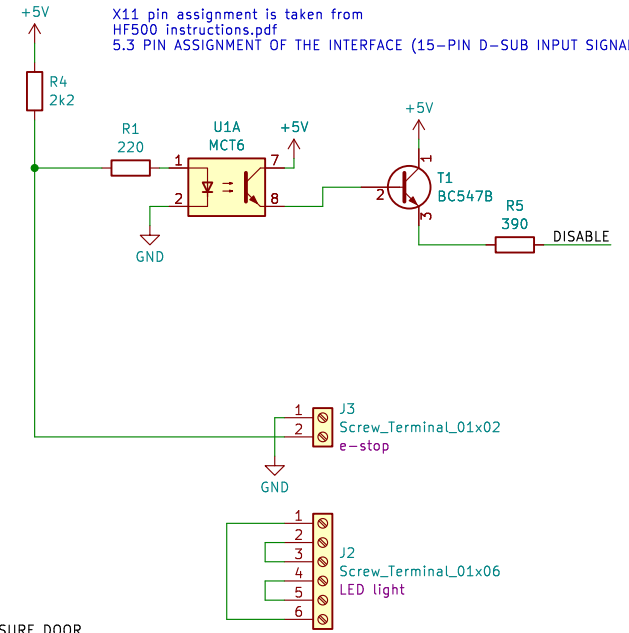 +5V
X11 pin assignment is taken from
HF500 instructions.pdf
5.3 PIN ASSIGNMENT OF THE INTERFACE (15-PIN D-SUB INPUT SIGNA
R4
2k2
R1
220
U1A
MCT6
+5V
1
2
7
8
GND
+5V
1
2
3
T1
BC547B
R5
390
DISABLE
1
2
J3
Screw_Terminal_01x02
e-stop
GND
1
2
3
4
5
6
J2
Screw_Terminal_01x06
LED light
SURE DOOR